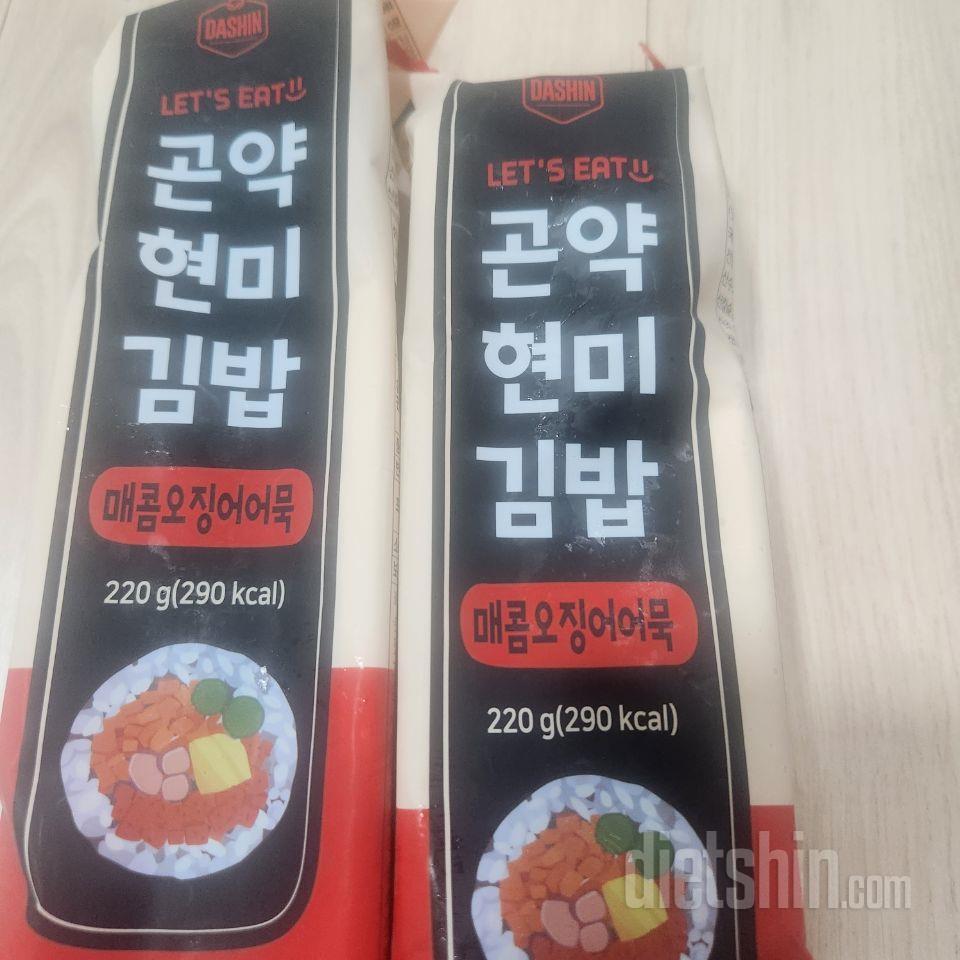 DASHIN
LET'S EAT
곤약
현미
김밥
매콤오징어어묵
220 g(290 kcal)
DASHIN
LET'S EAT
곤약
현미
김밥
매콤오징어어묵
220 g(290 kcal)
dietshin.com